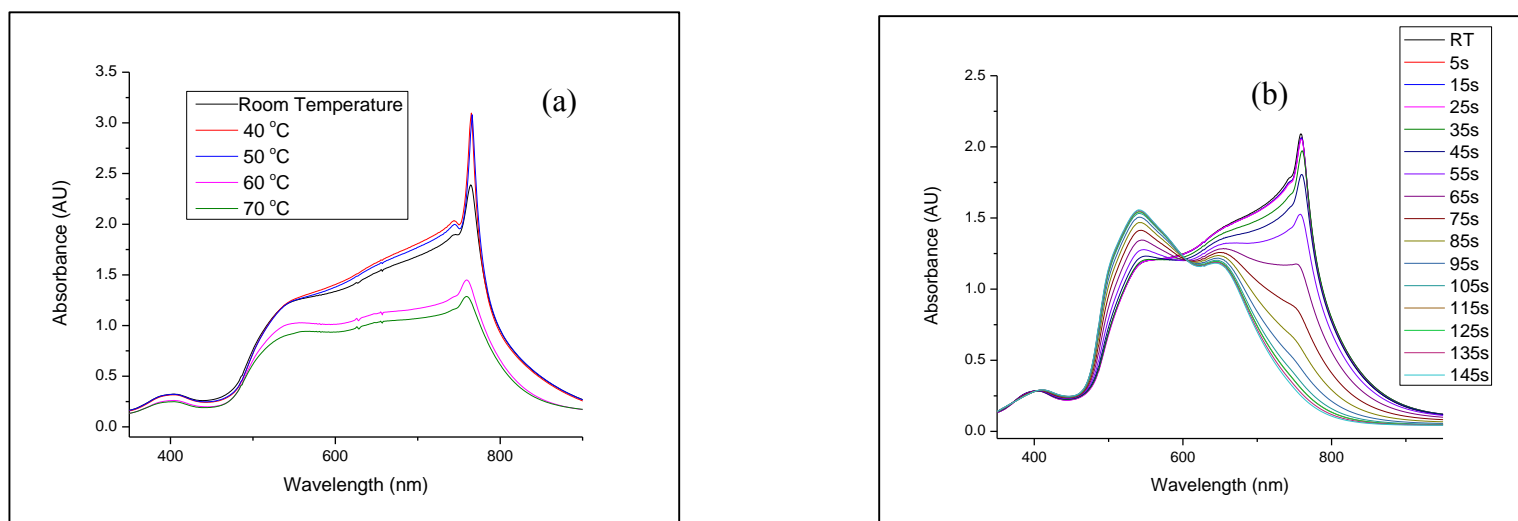 (a)
3.5
3.0
2.5
2.0
1.5
1.0
0.5
0.0
Absorbance (AU)
400
600
800
Wavelength (nm)
Room Temperature
40 °C
50 °C
60 °C
70 °C
(b)
2.5
2.0
1.5
1.0
0.5
0.0
Absorbance (AU)
400
600
800
Wavelength (nm)
RT
5s
15s
25s
35s
45s
55s
65s
75s
85s
95s
105s
115s
125s
135s
145s